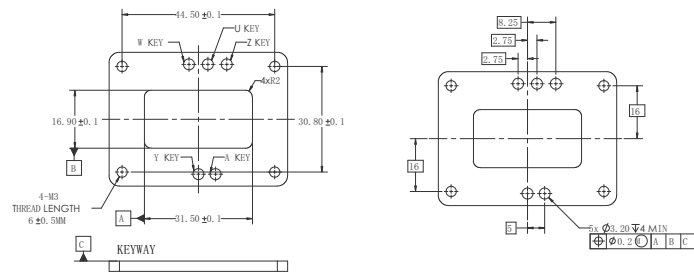 44.50±0.1
U KEY
W KEY
Z KEY
4xR2
16.90±0.1
30.80±0.1
B
Y KEY
A KEY
4-M3
THREAD LENGTH
6±0.5MM
A
31.50±0.1
C
KEYWAY
8.25
2.75
2.75
16
16
5
5x Ø3.20 ↧4 MIN
⌖ Ø0.2 Ⓜ A B C